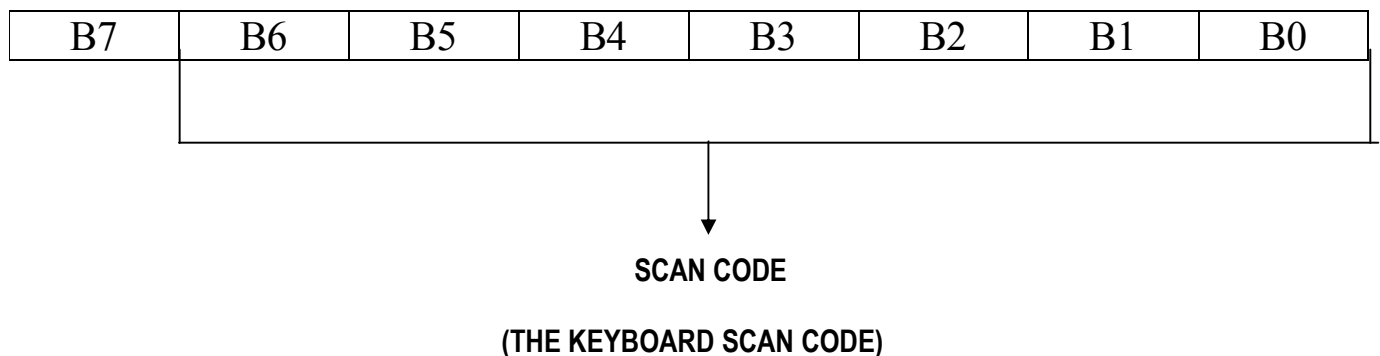 B7 B6 B5 B4 B3 B2 B1 B0
SCAN CODE
(THE KEYBOARD SCAN CODE)